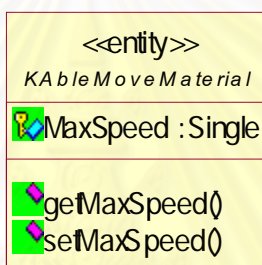 <<entity>>
KAbleMoveMaterial
MaxSpeed : Single
getMaxSpeed()
setMaxSpeed()